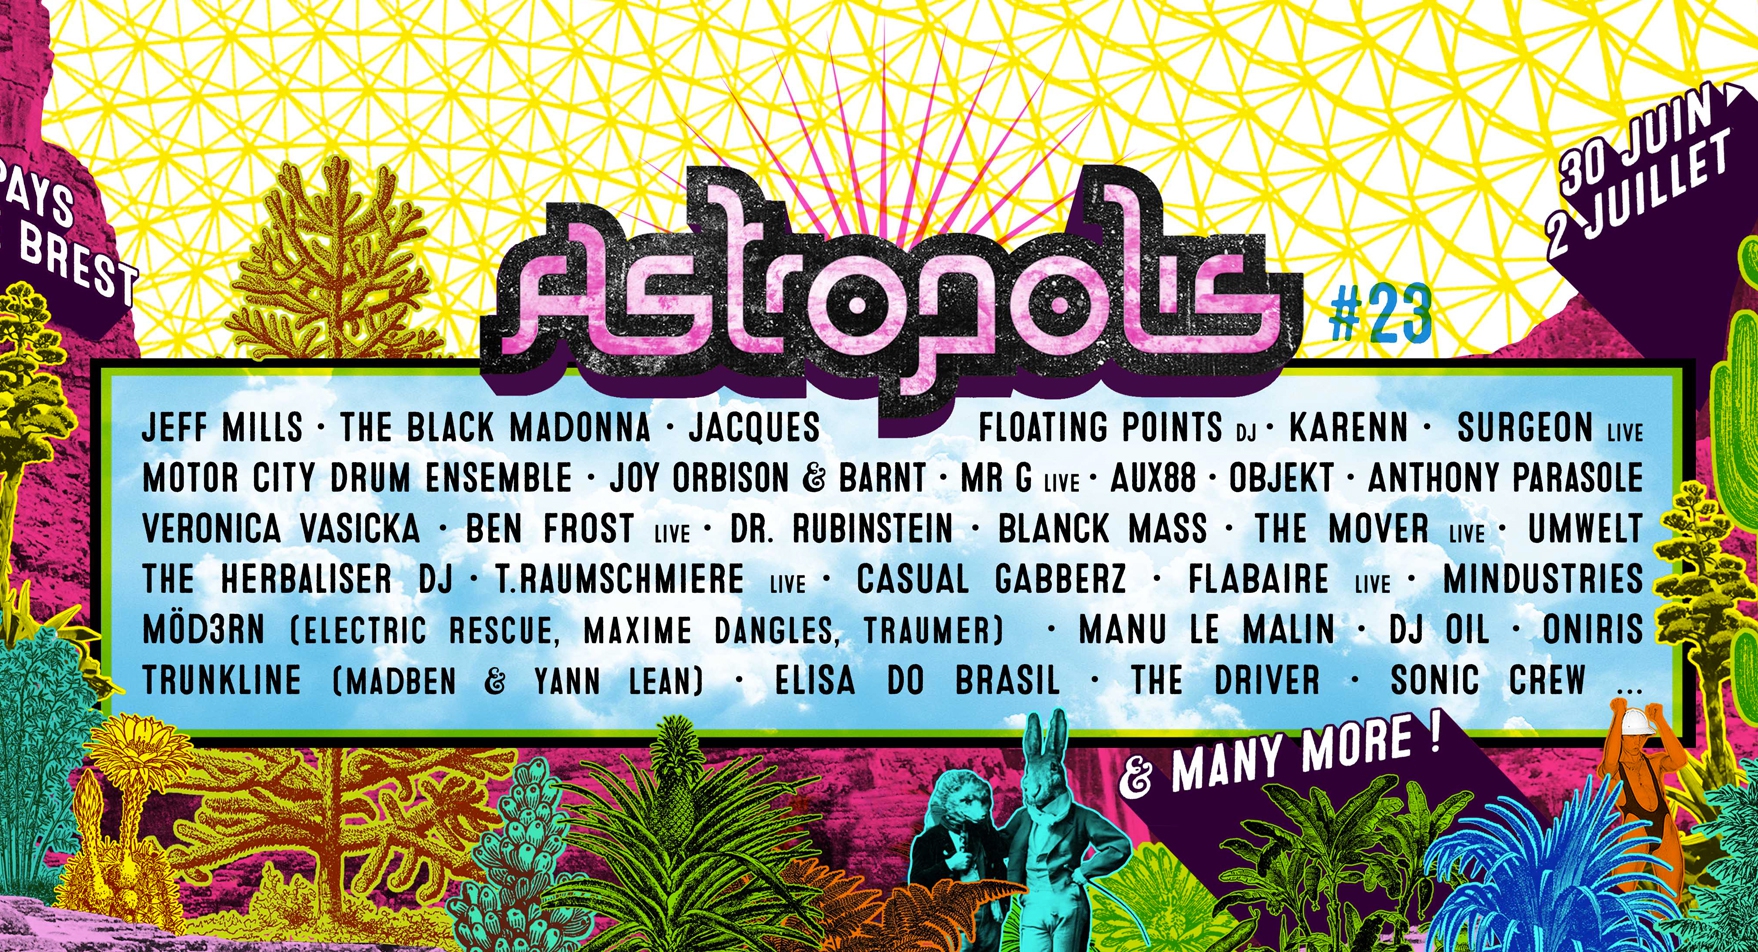 PAYS
BREST
Astropolis
#23
30 JUIN
2 JUILLET
JEFF MILLS · THE BLACK MADONNA · JACQUES FLOATING POINTS DJ · KARENN · SURGEON LIVE
MOTOR CITY DRUM ENSEMBLE · JOY ORBISON & BARNT · MR G LIVE · AUX88 · OBJEKT · ANTHONY PARASOLE
VERONICA VASICKA · BEN FROST LIVE · DR. RUBINSTEIN · BLANCK MASS · THE MOVER LIVE · UMWELT
THE HERBALISER DJ · T.RAUMSCHMIERE LIVE · CASUAL GABBERZ · FLABAIRE LIVE · MINDUSTRIES
MÖD3RN (ELECTRIC RESCUE, MAXIME DANGLES, TRAUMER) · MANU LE MALIN · DJ OIL · ONIRIS
TRUNKLINE (MADBEN & YANN LEAN) · ELISA DO BRASIL · THE DRIVER · SONIC CREW ...
& MANY MORE !